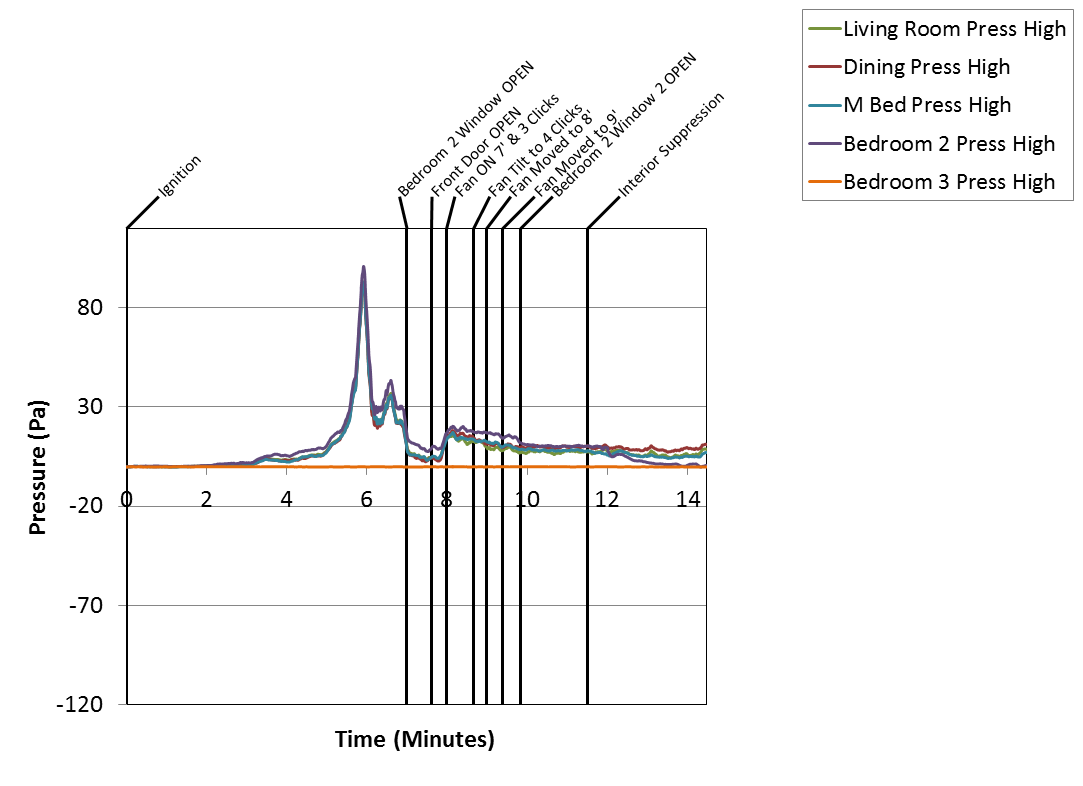 Living Room Press High
Dining Press High
M Bed Press High
Bedroom 2 Press High
Bedroom 3 Press High
Ignition
Bedroom 2 Window OPEN
Front Door OPEN
Fan ON 7' & 3 Clicks
Fan Tilt to 4 Clicks
Fan Moved to 8'
Fan Moved to 9'
Bedroom 2 Window 2 OPEN
Interior Suppression
Pressure (Pa)
80
30
-20
-70
-120
0 2 4 6 8 10 12 14
Time (Minutes)